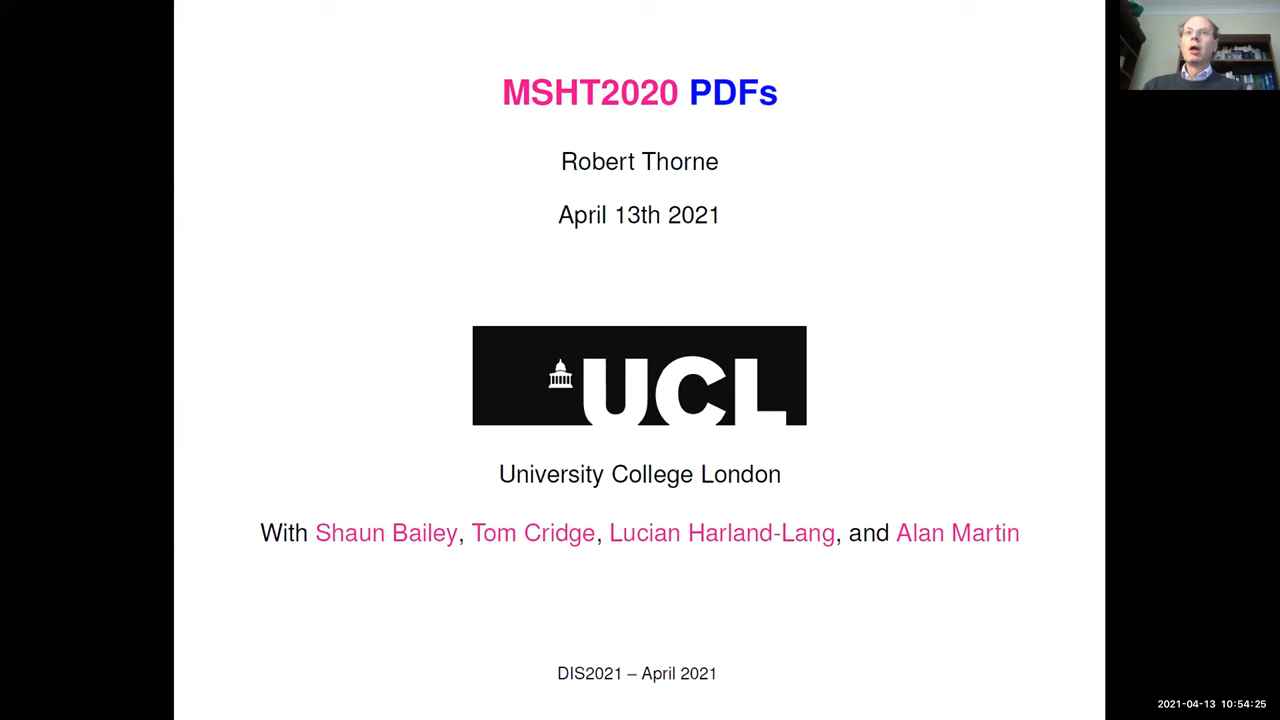 MSHT2020 PDFs
Robert Thorne
April 13th 2021
UCL
University College London
With Shaun Bailey, Tom Cridge, Lucian Harland-Lang, and Alan Martin
DIS2021 – April 2021
2021-04-13 10:54:25